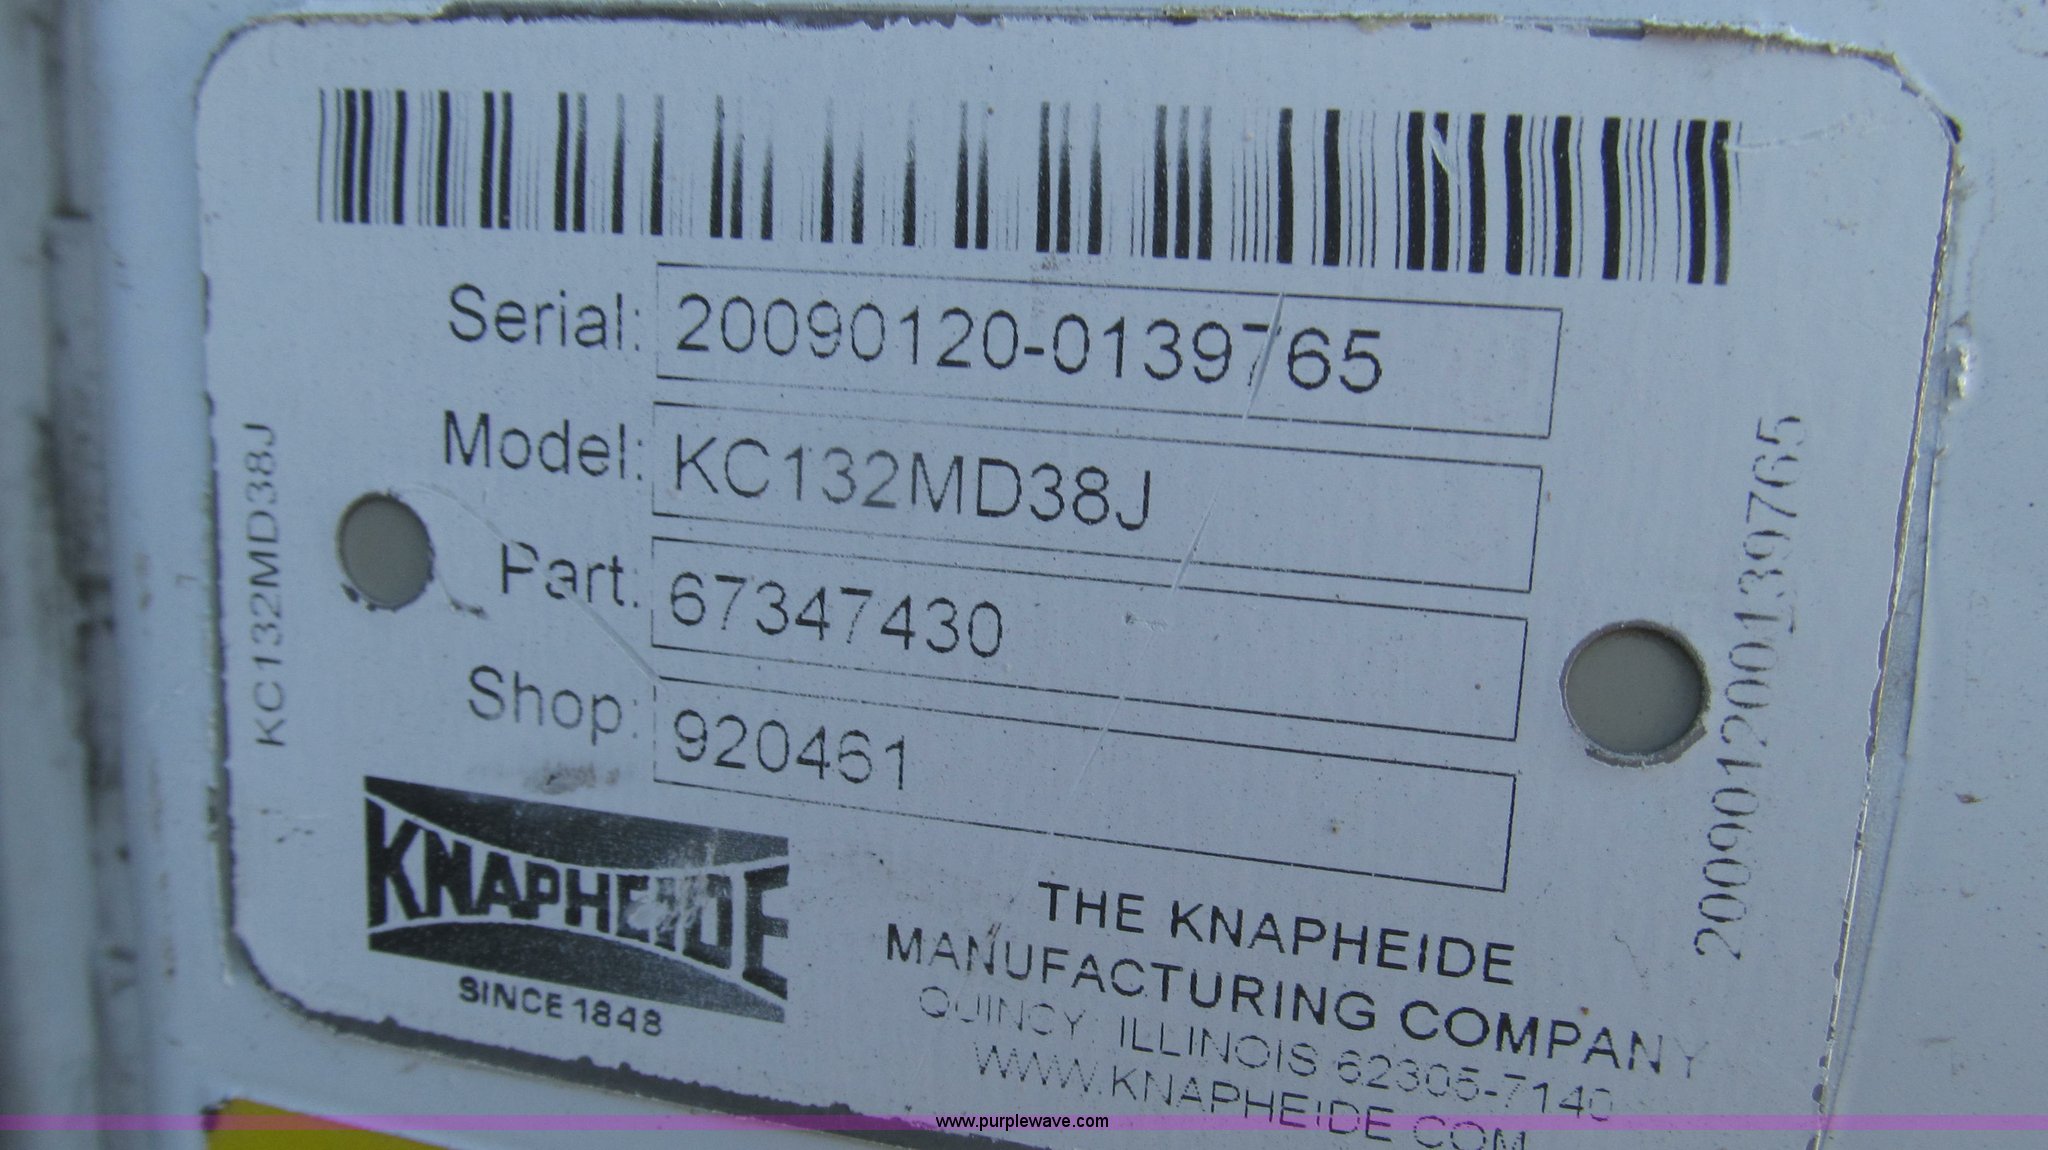 Serial: 20090120-0139765
Model: KC132MD38J
Part: 67347430
Shop: 920461
KC132MD38J
200901200139765
KNAPHEIDE
SINCE 1848
THE KNAPHEIDE
MANUFACTURING COMPANY
QUINCY, ILLINOIS 62305-7140
WWW.KNAPHEIDE.COM
www.purplewave.com